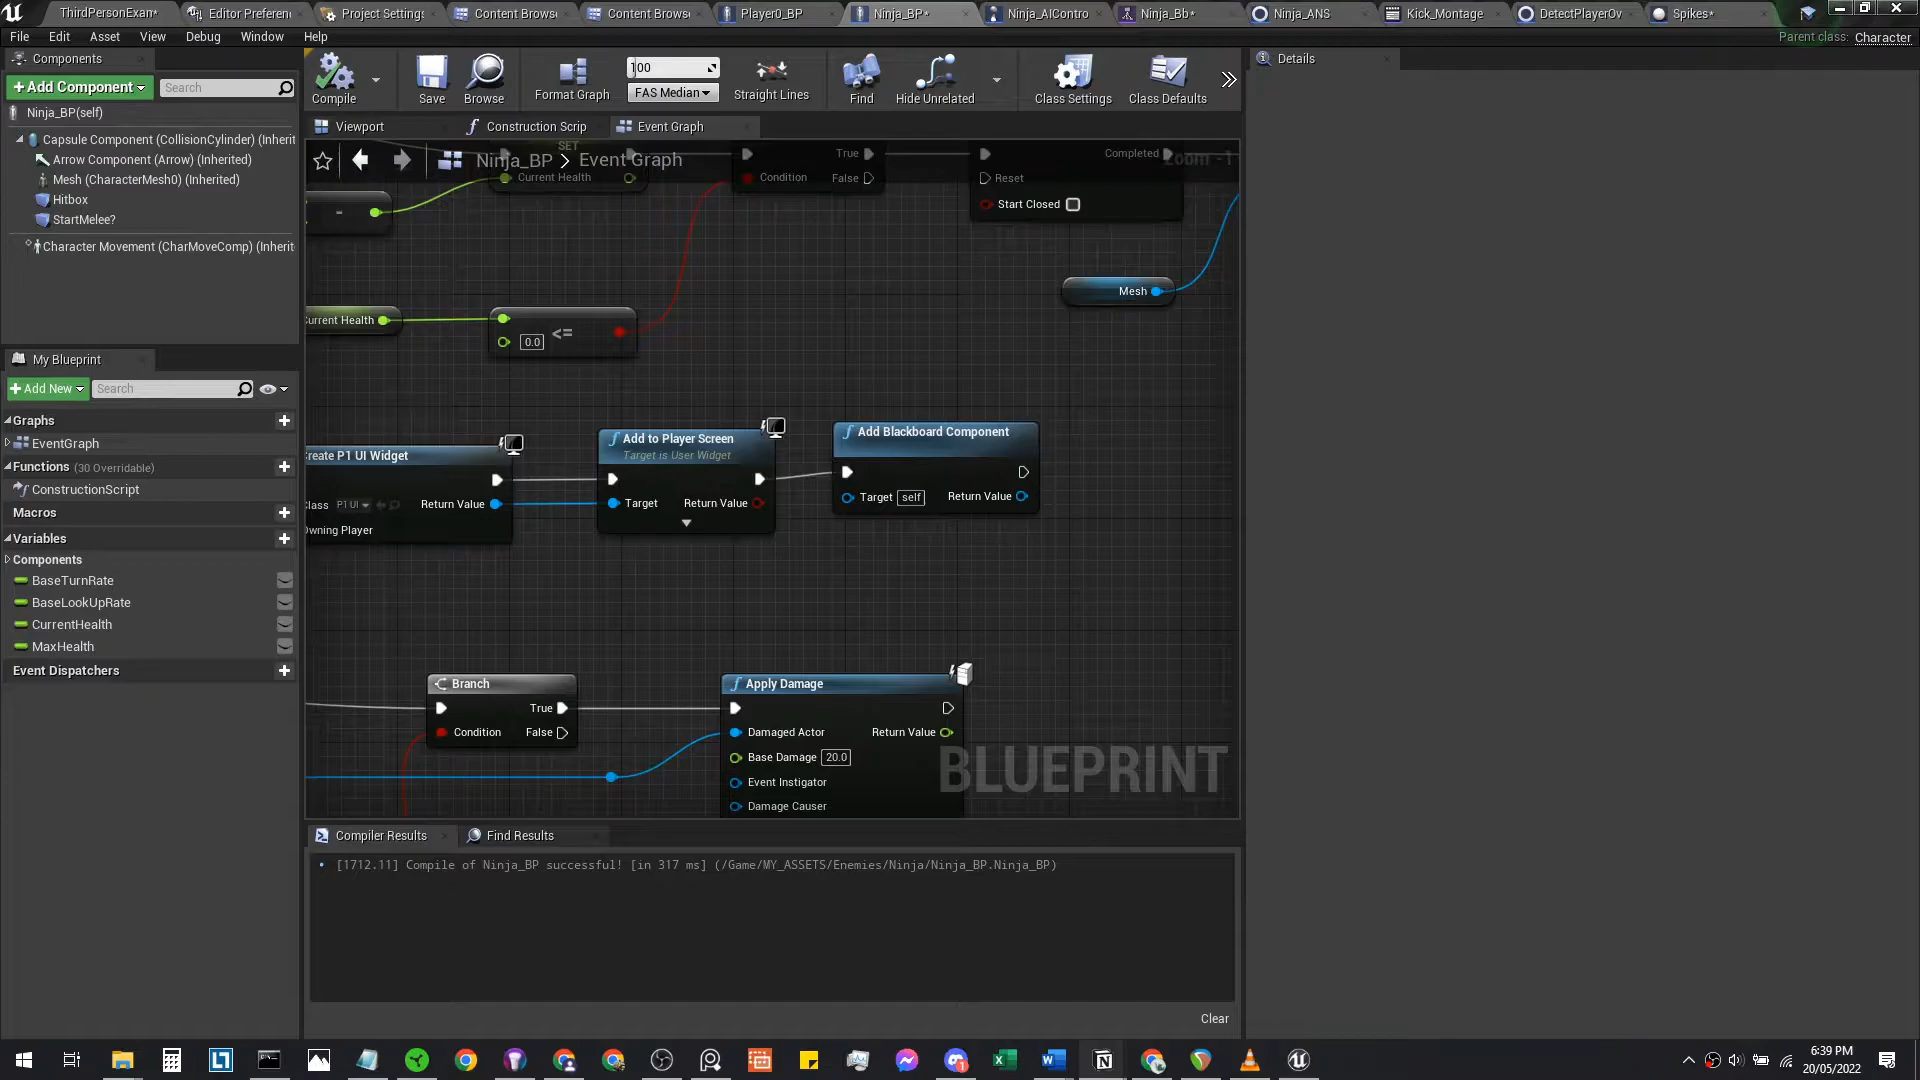 ThirdPersonExam*
Editor Preferen
Project Settings
Content Browse
Content Browse
Player0_BP
Ninja_BP*
Ninja_AIContro
Ninja_Bb*
Ninja_ANS
Kick_Montage
DetectPlayerOv
Spikes*
File Edit Asset View Debug Window Help
Parent class: Character
Components
+Add Component
Search
Ninja_BP(self)
Capsule Component (CollisionCylinder) (Inherit
Arrow Component (Arrow) (Inherited)
Mesh (CharacterMesh0) (Inherited)
Hitbox
StartMelee?
Character Movement (CharMoveComp) (Inherit
Compile
Save
Browse
Format Graph
100
FAS Median
Straight Lines
Find
Hide Unrelated
Class Settings
Class Defaults
Details
Viewport
Construction Scrip
Event Graph
Ninja_BP > Event Graph
Zoom -1
SET
Current Health
True
Condition
False
Completed
Reset
Start Closed
-
Mesh
urrent Health
0.0
<=
My Blueprint
+Add New
Search
Graphs
EventGraph
Functions (30 Overridable)
ConstructionScript
Macros
Variables
Components
BaseTurnRate
BaseLookUpRate
CurrentHealth
MaxHealth
Event Dispatchers
reate P1 UI Widget
lass P1 UI
Return Value
wning Player
Add to Player Screen
Target is User Widget
Target
Return Value
Add Blackboard Component
Target self
Return Value
Branch
True
Condition
False
Apply Damage
Damaged Actor
Return Value
Base Damage 20.0
Event Instigator
Damage Causer
BLUEPRINT
Compiler Results
Find Results
[1712.11] Compile of Ninja_BP successful! [in 317 ms] (/Game/MY_ASSETS/Enemies/Ninja/Ninja_BP.Ninja_BP)
Clear
6:39 PM
20/05/2022